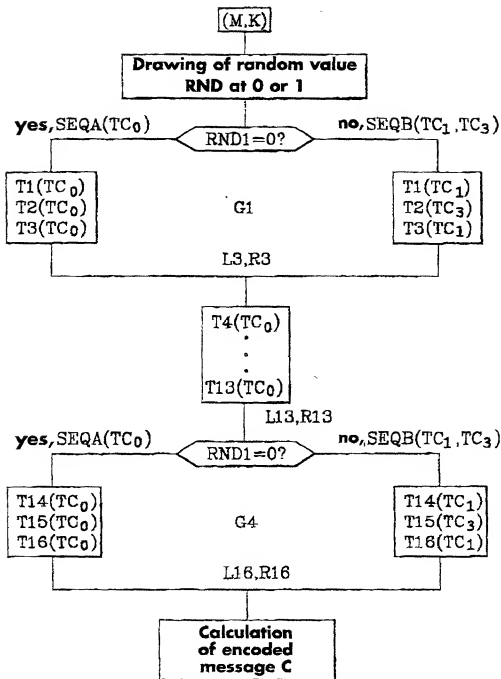 (M,K)
Drawing of random value
RND at 0 or 1
yes,SEQA(TC₀)
RND1=0?
no,SEQB(TC₁,TC₃)
T1(TC₀)
T2(TC₀)
T3(TC₀)
G1
T1(TC₁)
T2(TC₃)
T3(TC₁)
L3,R3
T4(TC₀)
.
.
.
T13(TC₀)
L13,R13
yes,SEQA(TC₀)
RND1=0?
no,SEQB(TC₁,TC₃)
T14(TC₀)
T15(TC₀)
T16(TC₀)
G4
T14(TC₁)
T15(TC₃)
T16(TC₁)
L16,R16
Calculation
of encoded
message C